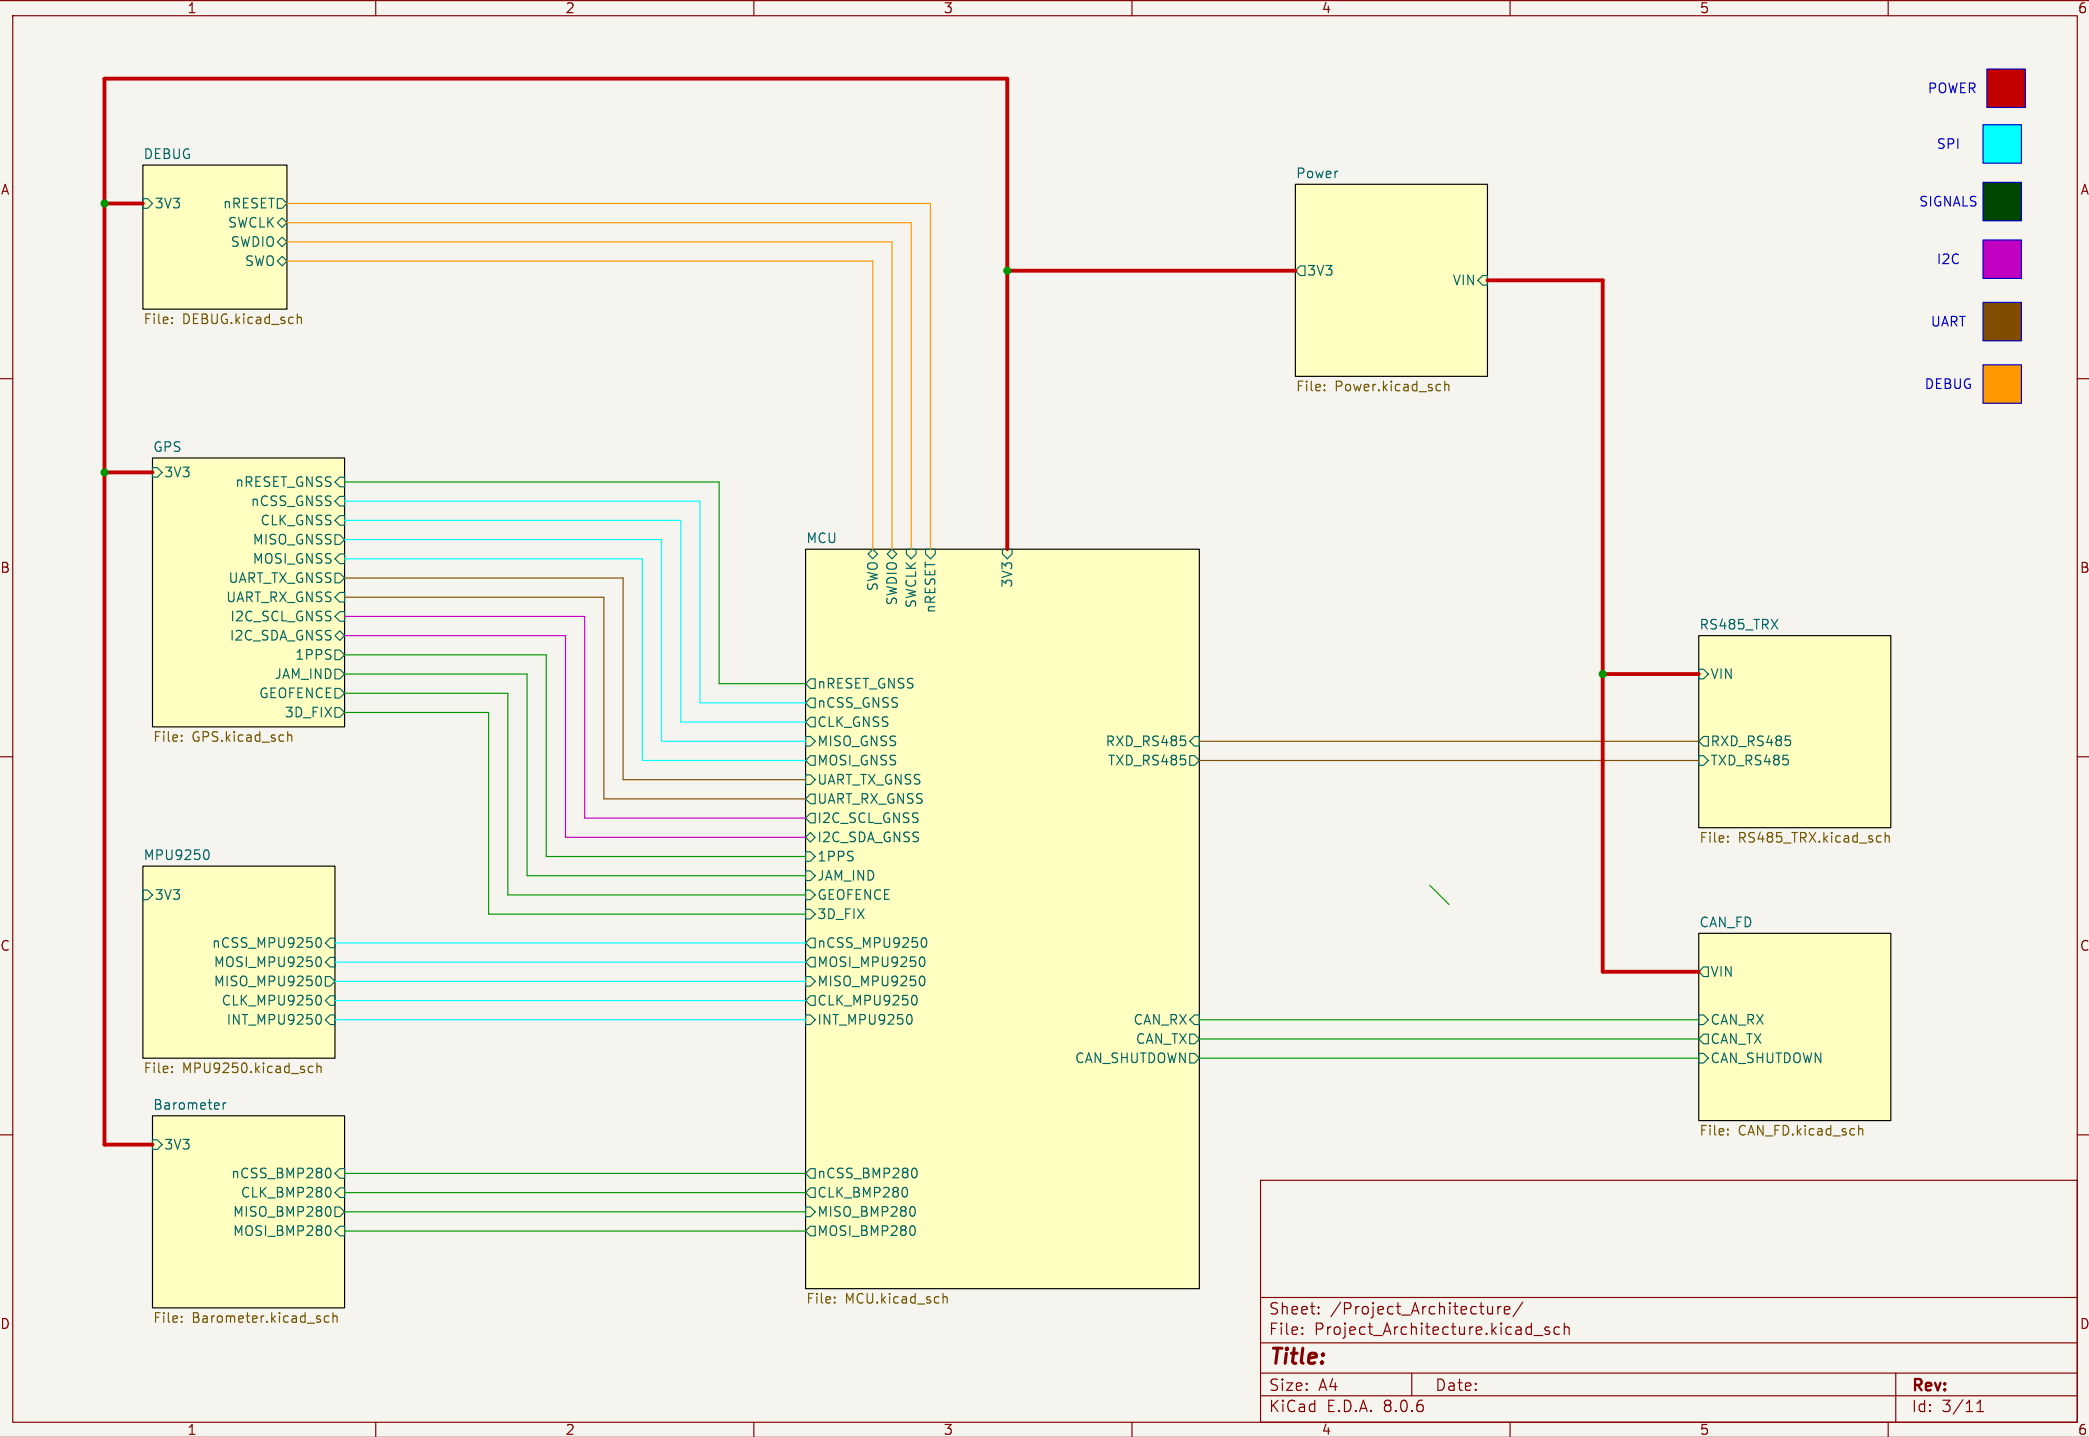 1 2 3 4 5 6
A
B
C
D
A
B
C
D
POWER
SPI
SIGNALS
I2C
UART
DEBUG
DEBUG
3V3
nRESET
SWCLK
SWDIO
SWO
File: DEBUG.kicad_sch
Power
3V3
VIN
File: Power.kicad_sch
GPS
3V3
nRESET_GNSS
nCSS_GNSS
CLK_GNSS
MISO_GNSS
MOSI_GNSS
UART_TX_GNSS
UART_RX_GNSS
I2C_SCL_GNSS
I2C_SDA_GNSS
1PPS
JAM_IND
GEOFENCE
3D_FIX
File: GPS.kicad_sch
MCU
SWO
SWDIO
SWCLK
nRESET
3V3
nRESET_GNSS
nCSS_GNSS
CLK_GNSS
MISO_GNSS
MOSI_GNSS
UART_TX_GNSS
UART_RX_GNSS
I2C_SCL_GNSS
I2C_SDA_GNSS
1PPS
JAM_IND
GEOFENCE
3D_FIX
nCSS_MPU9250
MOSI_MPU9250
MISO_MPU9250
CLK_MPU9250
INT_MPU9250
nCSS_BMP280
CLK_BMP280
MISO_BMP280
MOSI_BMP280
RXD_RS485
TXD_RS485
CAN_RX
CAN_TX
CAN_SHUTDOWN
File: MCU.kicad_sch
RS485_TRX
VIN
RXD_RS485
TXD_RS485
File: RS485_TRX.kicad_sch
MPU9250
3V3
nCSS_MPU9250
MOSI_MPU9250
MISO_MPU9250
CLK_MPU9250
INT_MPU9250
File: MPU9250.kicad_sch
CAN_FD
VIN
CAN_RX
CAN_TX
CAN_SHUTDOWN
File: CAN_FD.kicad_sch
Barometer
3V3
nCSS_BMP280
CLK_BMP280
MISO_BMP280
MOSI_BMP280
File: Barometer.kicad_sch
Sheet: /Project_Architecture/
File: Project_Architecture.kicad_sch
Title:
Size: A4 Date: Rev:
KiCad E.D.A. 8.0.6 Id: 3/11
1 2 3 4 5 6